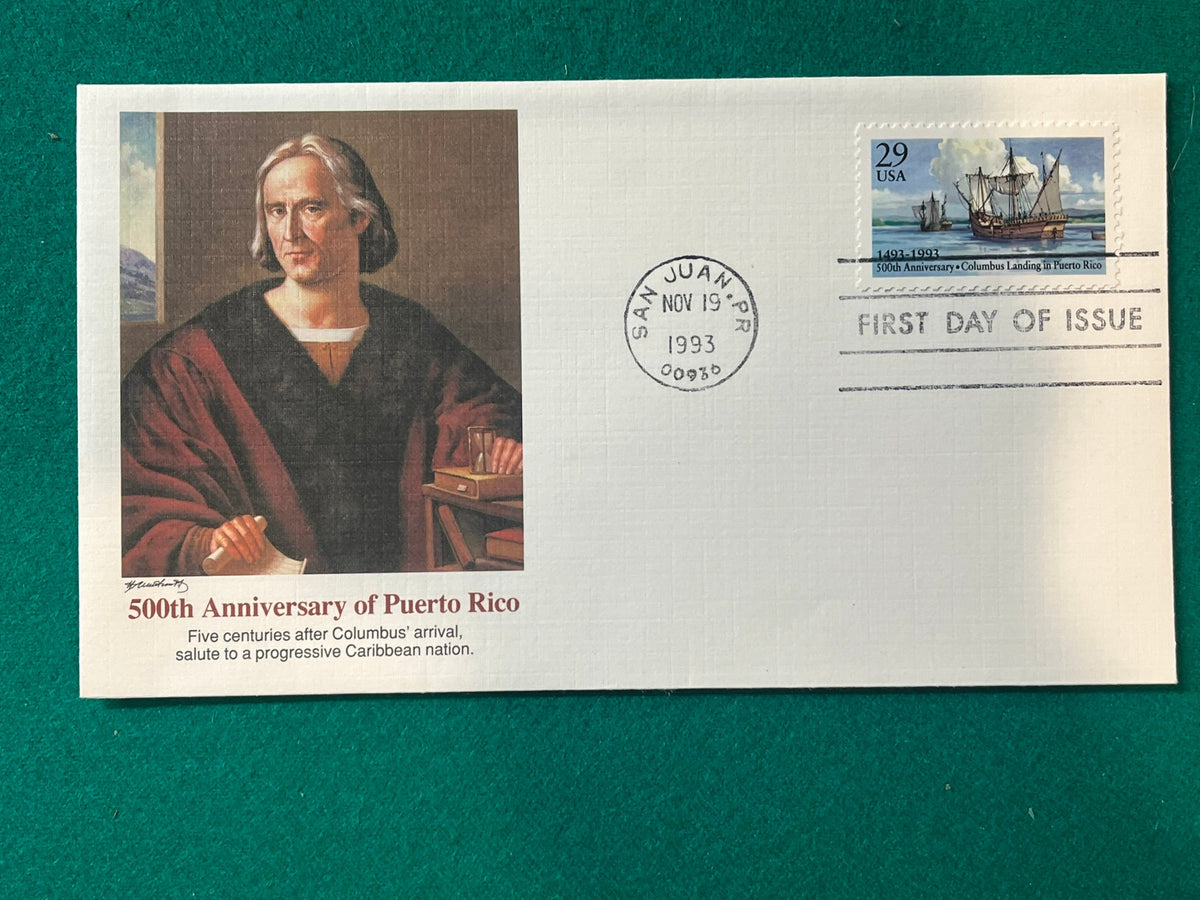 29
USA
1493-1993
500th Anniversary • Columbus Landing in Puerto Rico
SAN JUAN, PR
NOV 19
1993
00936
FIRST DAY OF ISSUE
500th Anniversary of Puerto Rico
Five centuries after Columbus' arrival,
salute to a progressive Caribbean nation.